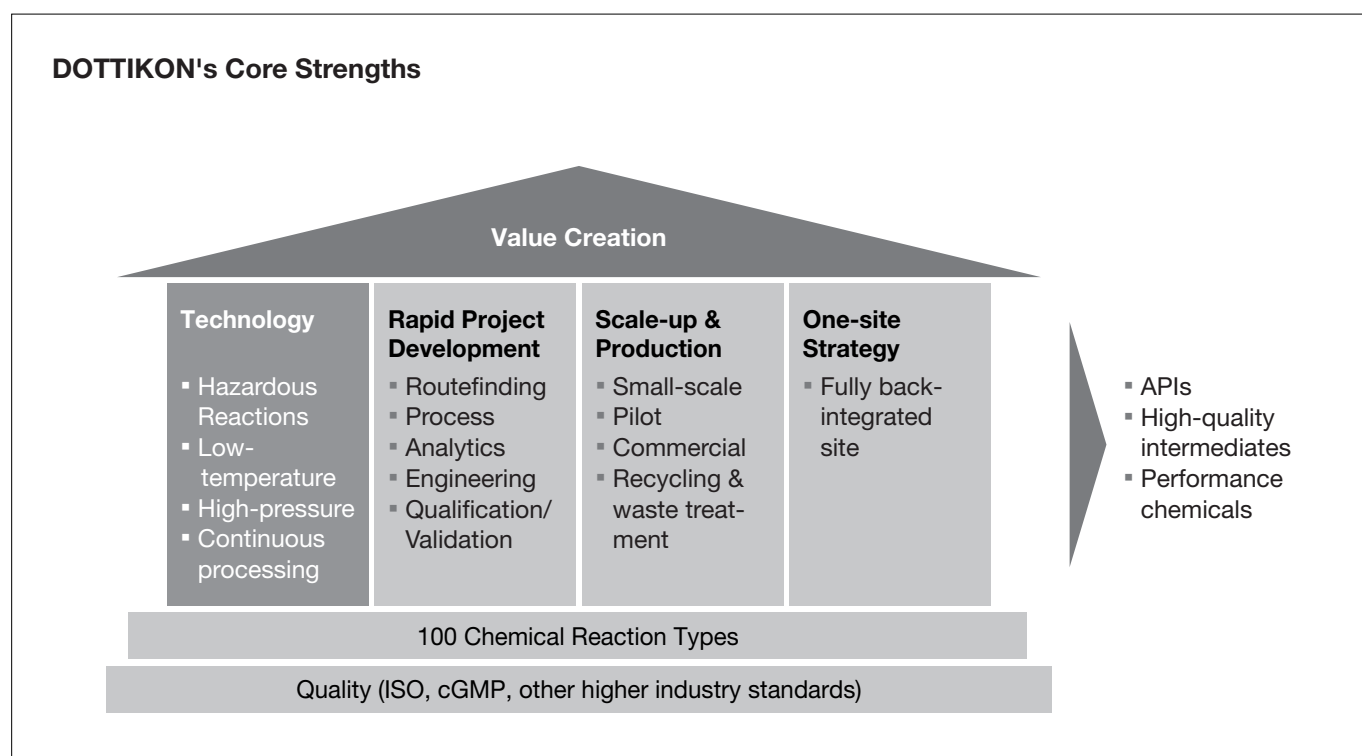 DOTTIKON's Core Strengths
Value Creation
Technology
▪ Hazardous
Reactions
▪ Low-
temperature
▪ High-pressure
▪ Continuous
processing
Rapid Project
Development
▪ Routefinding
▪ Process
▪ Analytics
▪ Engineering
▪ Qualification/
Validation
Scale-up &
Production
▪ Small-scale
▪ Pilot
▪ Commercial
▪ Recycling &
waste treat-
ment
One-site
Strategy
▪ Fully back-
integrated
site
▪ APIs
▪ High-quality
intermediates
▪ Performance
chemicals
100 Chemical Reaction Types
Quality (ISO, cGMP, other higher industry standards)